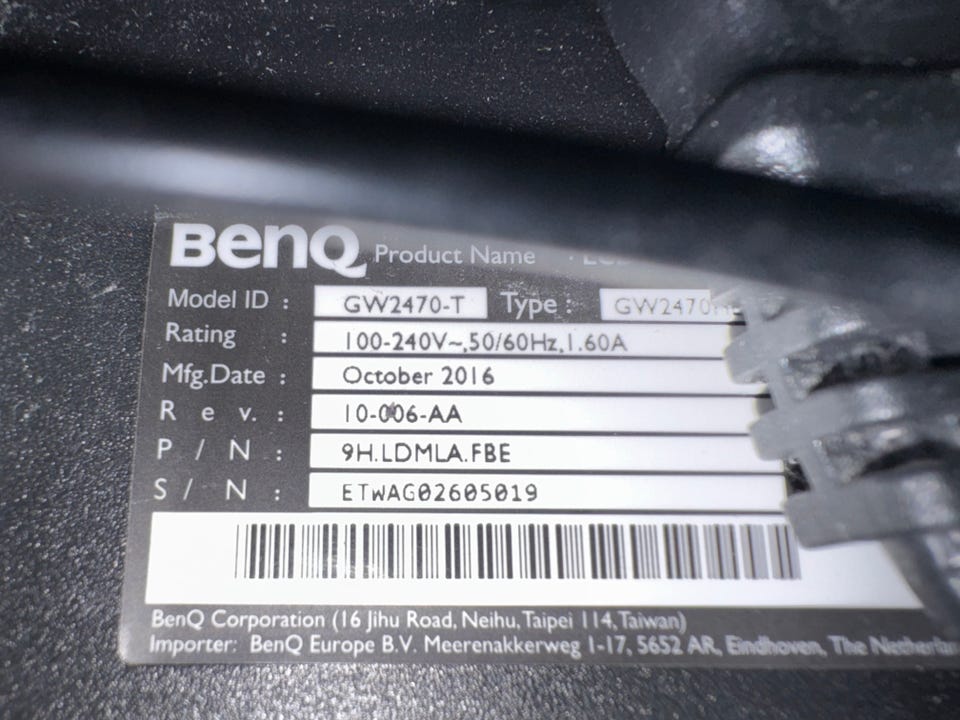 BenQ Product Name
Model ID : GW2470-T Type :
Rating : 100-240V~,50/60Hz,1.60A
Mfg.Date : October 2016
Rev. : 10-006-AA
P/N : 9H.LDMLA.FBE
S/N : ETWAG02605019
BenQ Corporation (16 Jihu Road, Neihu, Taipei 114, Taiwan)
Importer: BenQ Europe B.V. Meerenakkerweg 1-17, 5652 AR, Eindhoven, The